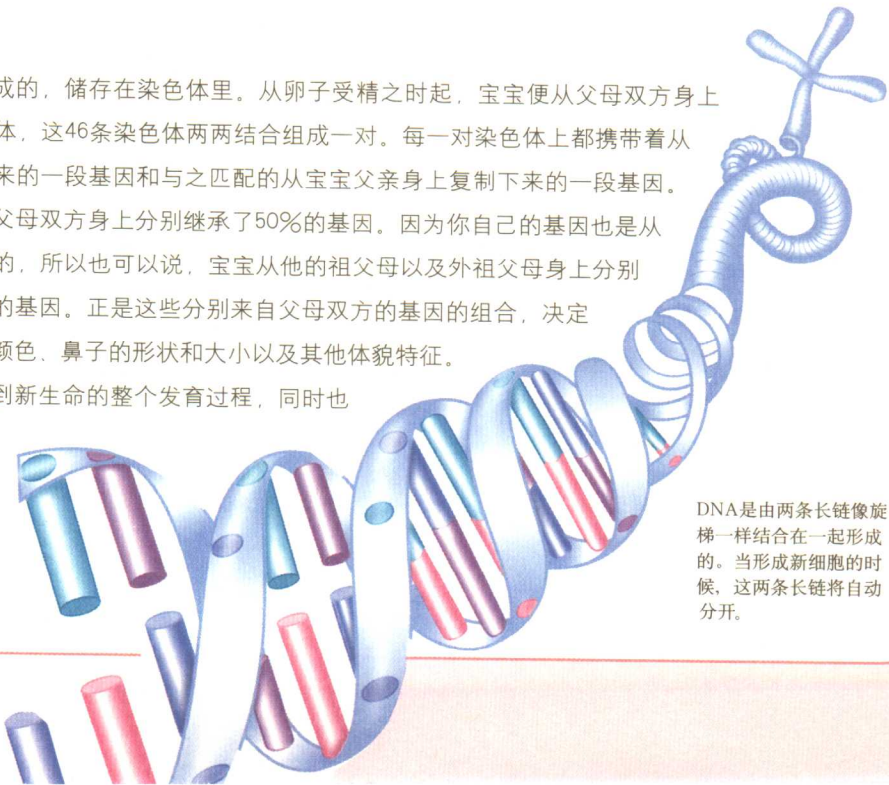 成的，储存在染色体里。从卵子受精之时起，宝宝便从父母双方身上
体，这46条染色体两两结合组成一对。每一对染色体上都携带着从
来的一段基因和与之匹配的从宝宝父亲身上复制下来的一段基因。
父母双方身上分别继承了50%的基因。因为你自己的基因也是从
的，所以也可以说，宝宝从他的祖父母以及外祖父母身上分别
的基因。正是这些分别来自父母双方的基因的组合，决定
颜色、鼻子的形状和大小以及其他体貌特征。
到新生命的整个发育过程，同时也
DNA是由两条长链像旋
梯一样结合在一起形成
的。当形成新细胞的时
候，这两条长链将自动
分开。